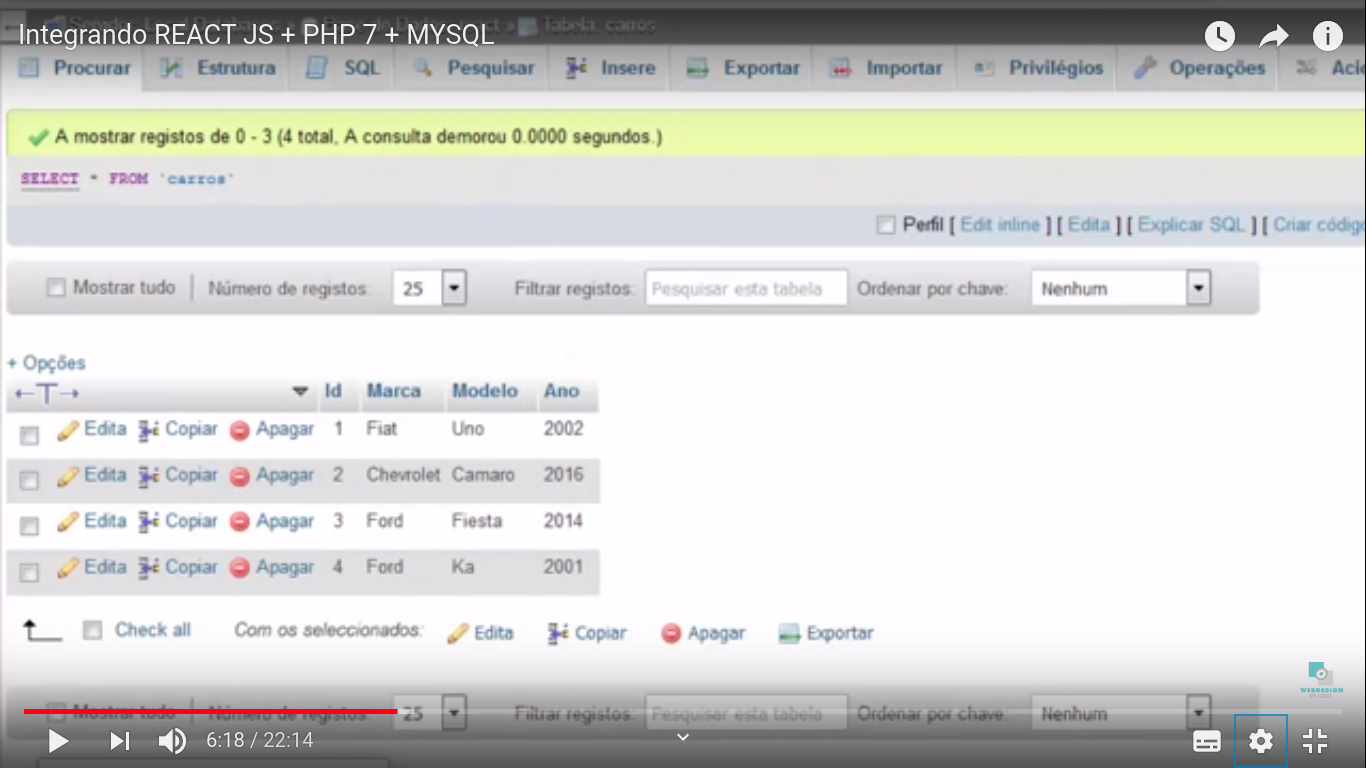 Integrando REACT JS + PHP 7 + MYSQL
Tabela: carros
Procurar Estrutura SQL Pesquisar Insere Exportar Importar Privilégios Operações
A mostrar registos de 0 - 3 (4 total, A consulta demorou 0.0000 segundos.)
SELECT * FROM `carros`
Perfil [ Edit inline ] [ Edita ] [ Explicar SQL ] [ Criar código
Mostrar tudo Número de registos: 25 Filtrar registos: Pesquisar esta tabela Ordenar por chave: Nenhum
+ Opções
←T→ Id Marca Modelo Ano
Edita Copiar Apagar 1 Fiat Uno 2002
Edita Copiar Apagar 2 Chevrolet Camaro 2016
Edita Copiar Apagar 3 Ford Fiesta 2014
Edita Copiar Apagar 4 Ford Ka 2001
Check all Com os seleccionados: Edita Copiar Apagar Exportar
WEBDESIGN
Mostrar tudo Número de registos: 25 Filtrar registos: Pesquisar esta tabela Ordenar por chave: Nenhum
6:18 / 22:14